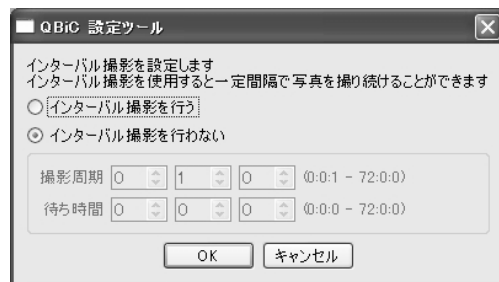 QBiC 設定ツール
インターバル撮影を設定します
インターバル撮影を使用すると一定間隔で写真を撮り続けることができます
インターバル撮影を行う
インターバル撮影を行わない
撮影周期 0 1 0 (0:0:1 - 72:0:0)
待ち時間 0 0 0 (0:0:0 - 72:0:0)
OK キャンセル